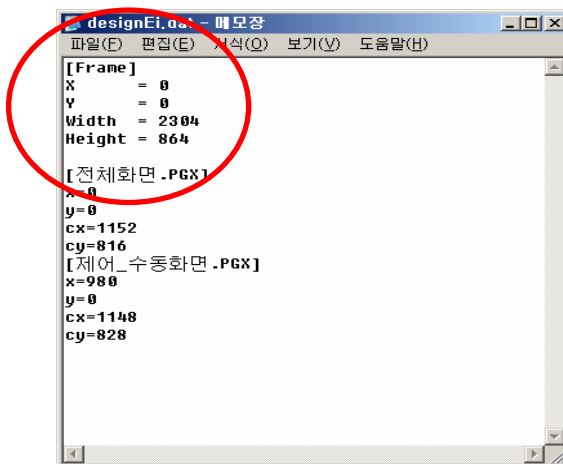 designEi.dat - 메모장
파일(F) 편집(E) 서식(O) 보기(V) 도움말(H)
[Frame]
X = 0
Y = 0
Width = 2304
Height = 864
[전체화면.PGX]
x=0
y=0
cx=1152
cy=816
[제어_수동화면.PGX]
x=980
y=0
cx=1148
cy=828